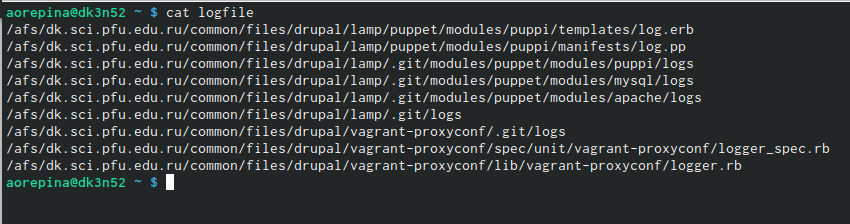 aorepina@dk3n52 ~ $ cat logfile
/afs/dk.sci.pfu.edu.ru/common/files/drupal/lamp/puppet/modules/puppi/templates/log.erb
/afs/dk.sci.pfu.edu.ru/common/files/drupal/lamp/puppet/modules/puppi/manifests/log.pp
/afs/dk.sci.pfu.edu.ru/common/files/drupal/lamp/.git/modules/puppet/modules/puppi/logs
/afs/dk.sci.pfu.edu.ru/common/files/drupal/lamp/.git/modules/puppet/modules/mysql/logs
/afs/dk.sci.pfu.edu.ru/common/files/drupal/lamp/.git/modules/puppet/modules/apache/logs
/afs/dk.sci.pfu.edu.ru/common/files/drupal/lamp/.git/logs
/afs/dk.sci.pfu.edu.ru/common/files/drupal/vagrant-proxyconf/.git/logs
/afs/dk.sci.pfu.edu.ru/common/files/drupal/vagrant-proxyconf/spec/unit/vagrant-proxyconf/logger_spec.rb
/afs/dk.sci.pfu.edu.ru/common/files/drupal/vagrant-proxyconf/lib/vagrant-proxyconf/logger.rb
aorepina@dk3n52 ~ $